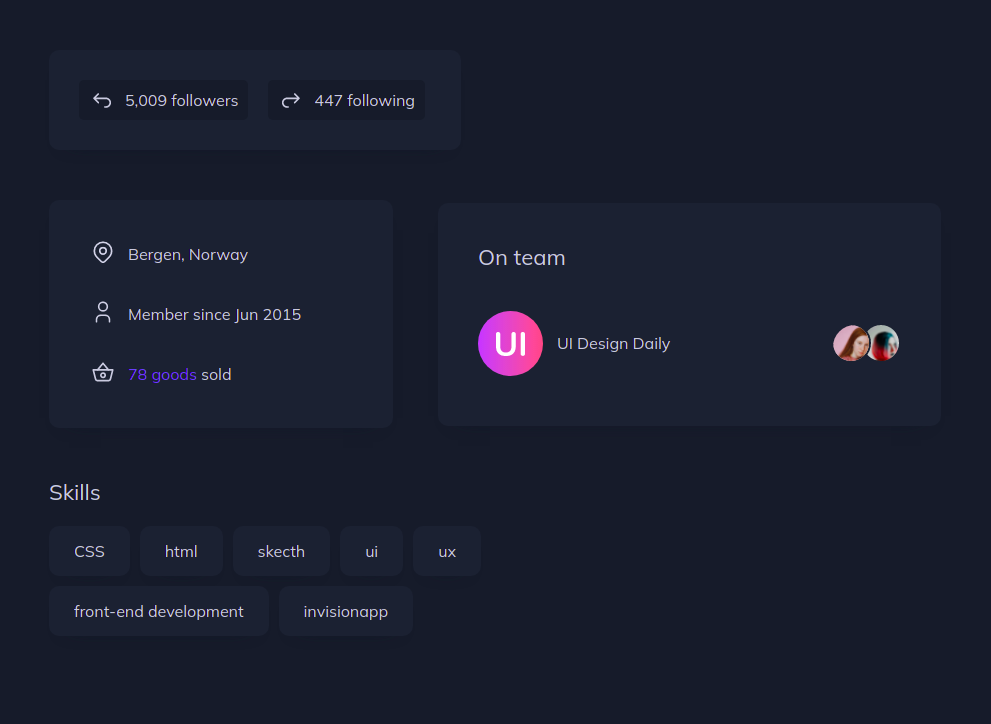 5,009 followers
447 following
Bergen, Norway
Member since Jun 2015
78 goods sold
On team
UI
UI Design Daily
Skills
CSS
html
skecth
ui
ux
front-end development
invisionapp